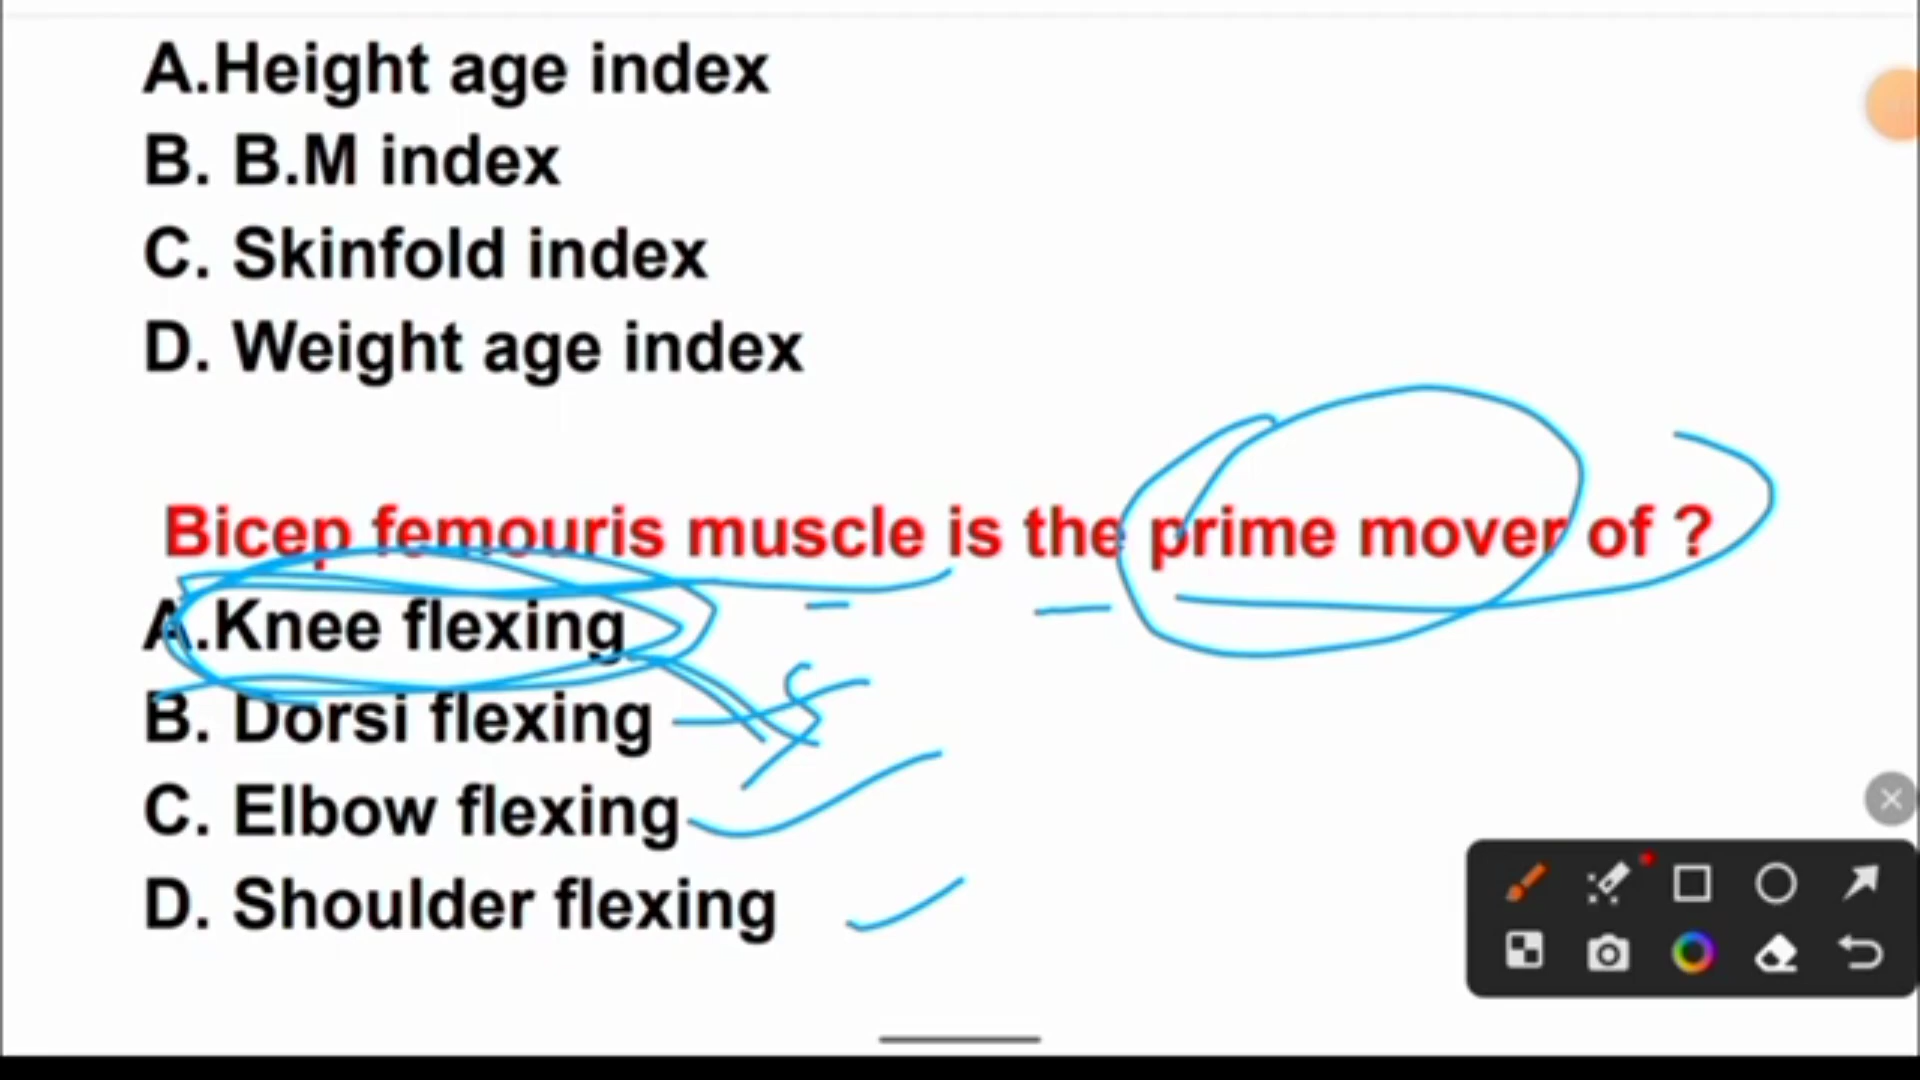 A.Height age index
B. B.M index
C. Skinfold index
D. Weight age index
Bicep femouris muscle is the prime mover of ?
A.Knee flexing
B. Dorsi flexing
C. Elbow flexing
D. Shoulder flexing